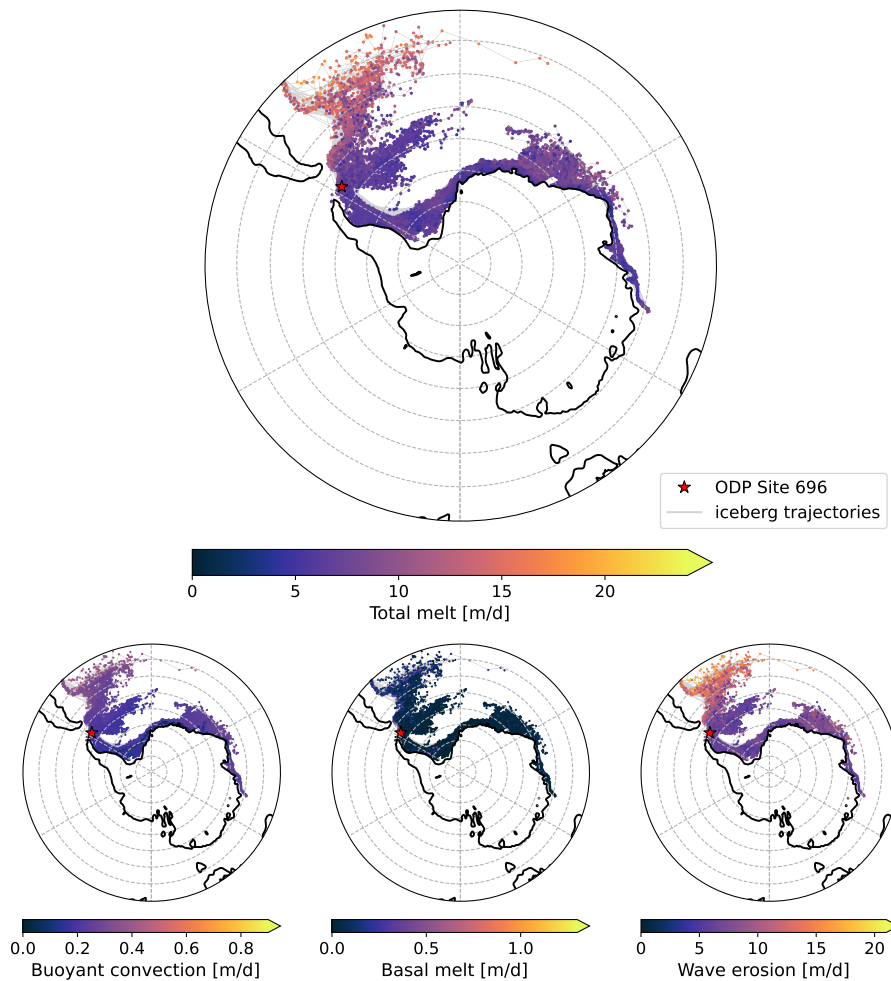 ODP Site 696
iceberg trajectories
0 5 10 15 20
Total melt [m/d]
0.0 0.2 0.4 0.6 0.8
Buoyant convection [m/d]
0.0 0.5 1.0
Basal melt [m/d]
0 5 10 15 20
Wave erosion [m/d]